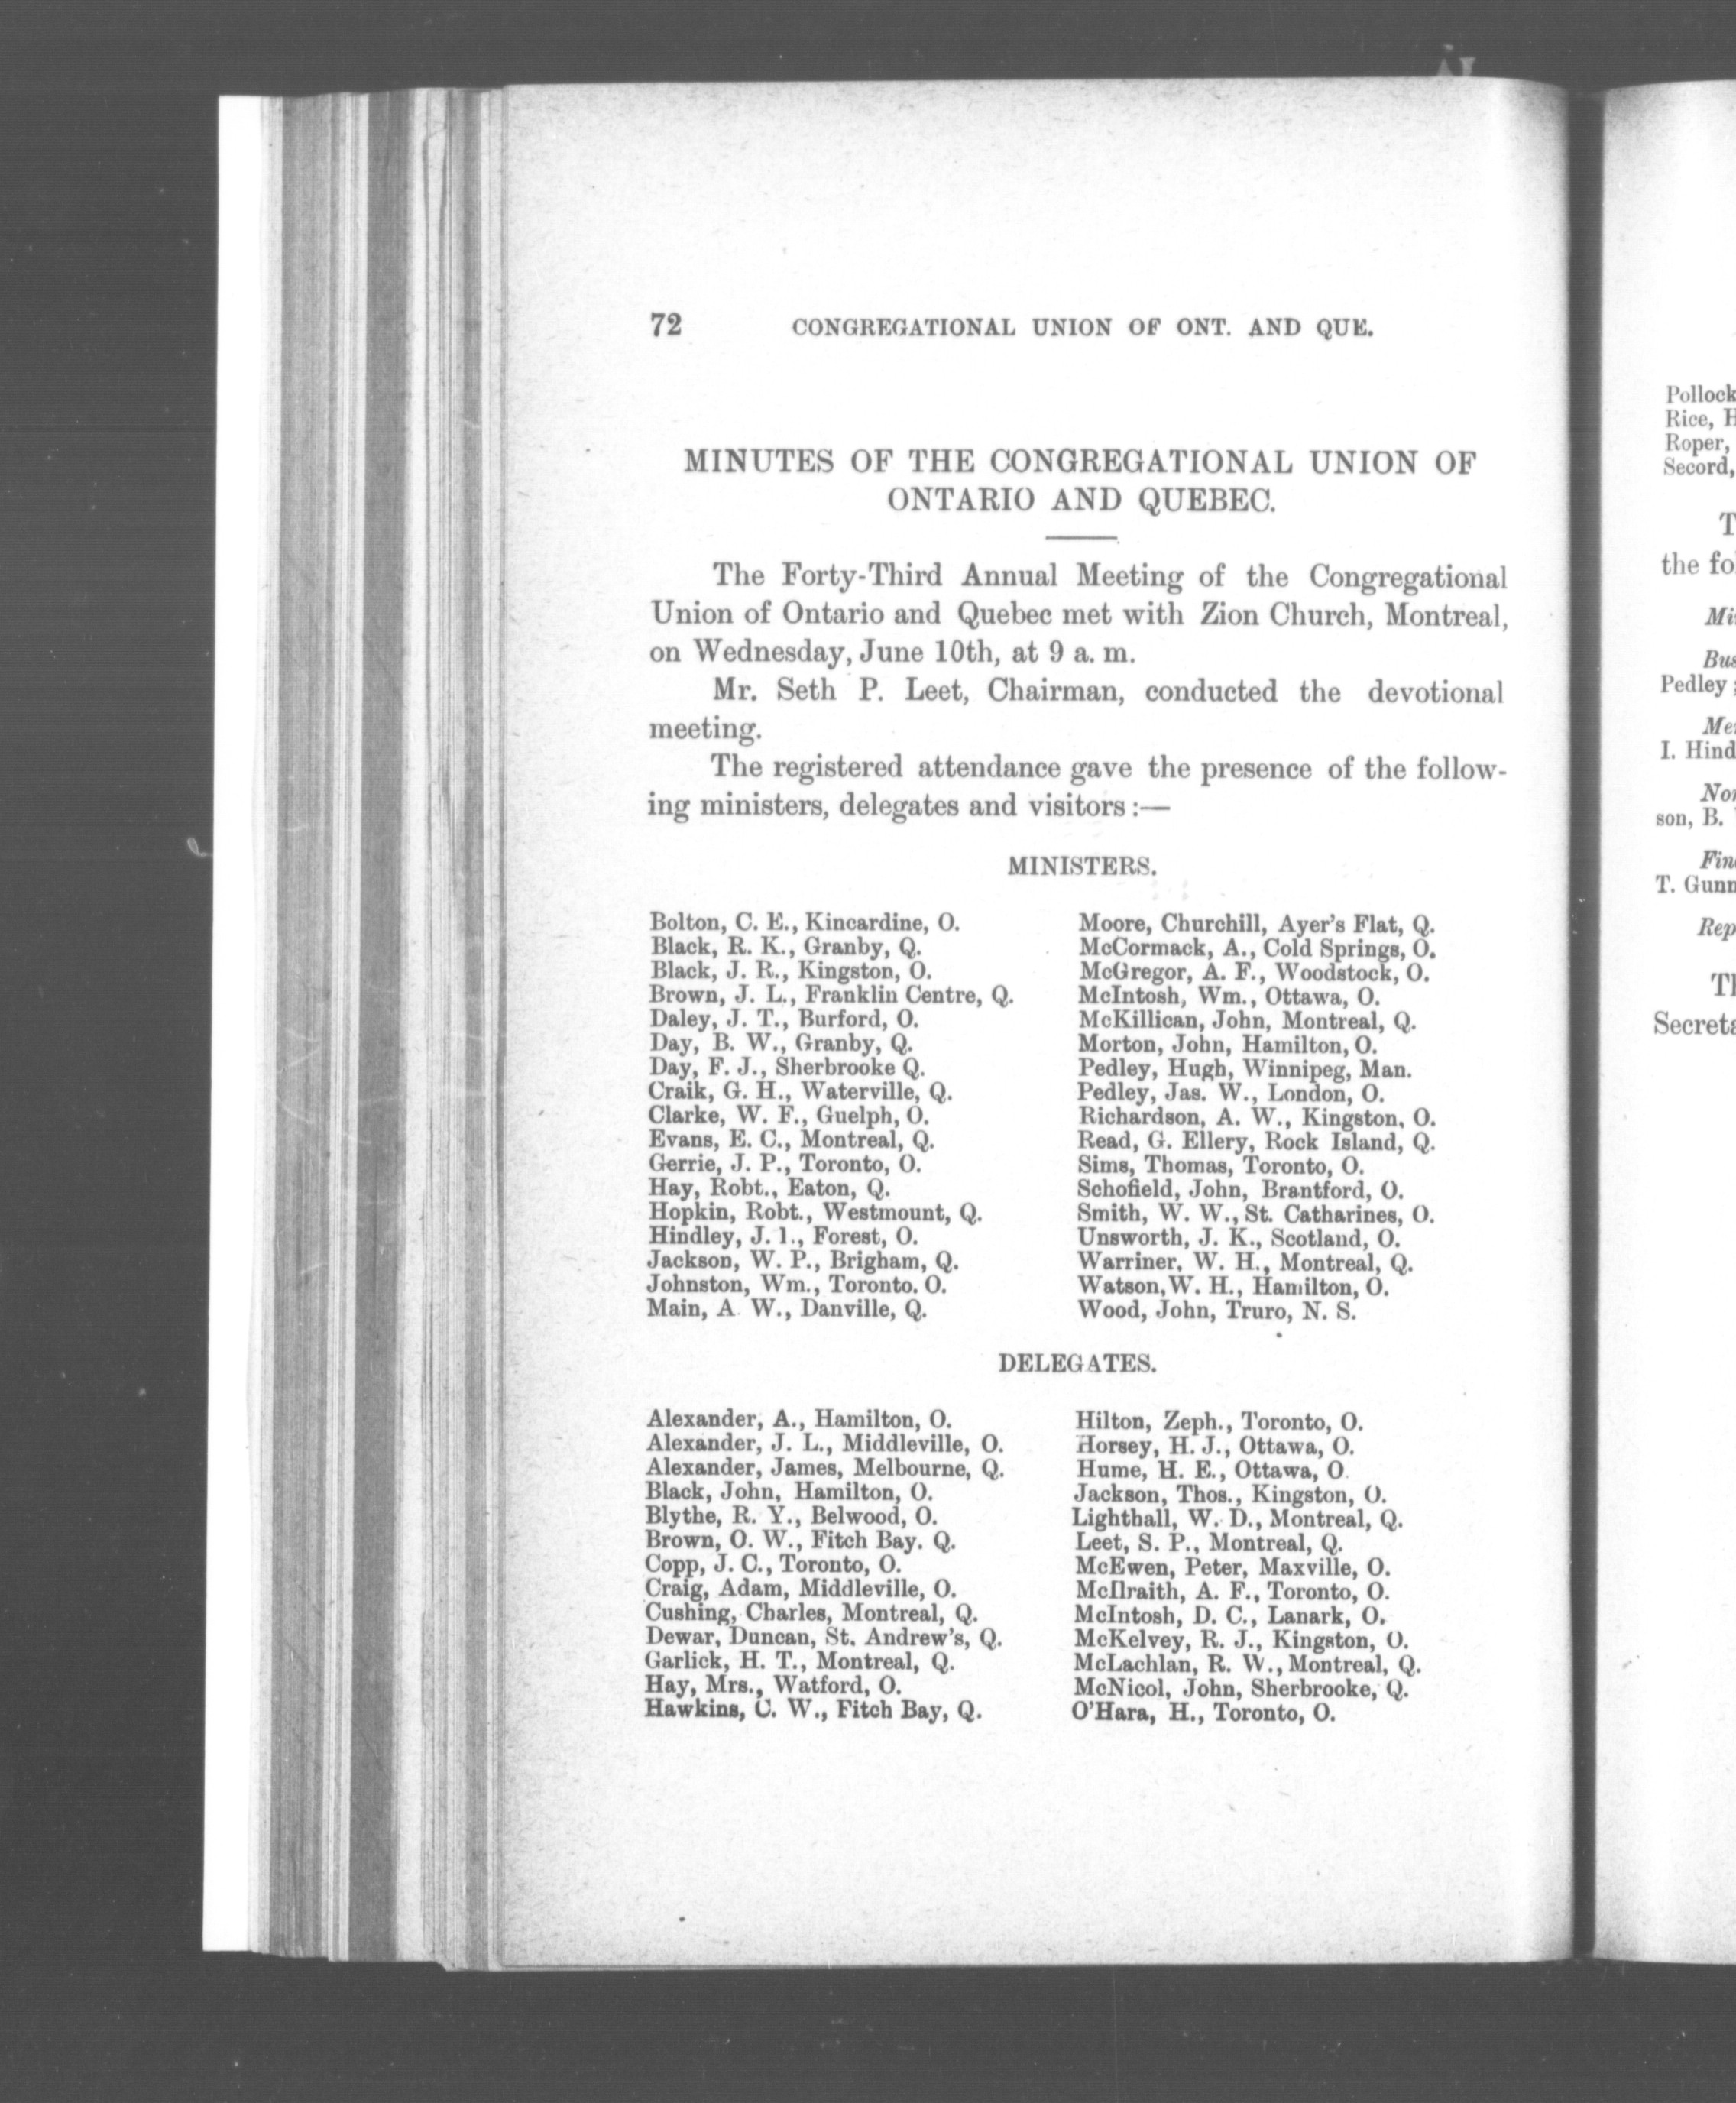 72 CONGREGATIONAL UNION OF ONT. AND QUE.
MINUTES OF THE CONGREGATIONAL UNION OF
ONTARIO AND QUEBEC.
The Forty-Third Annual Meeting of the Congregational
Union of Ontario and Quebec met with Zion Church, Montreal,
on Wednesday, June 10th, at 9 a. m.
Mr. Seth P. Leet, Chairman, conducted the devotional
meeting.
The registered attendance gave the presence of the follow-
ing ministers, delegates and visitors :—
MINISTERS.
Bolton, C. E., Kincardine, O.
Black, R. K., Granby, Q.
Black, J. R., Kingston, O.
Brown, J. L., Franklin Centre, Q.
Daley, J. T., Burford, O.
Day, B. W., Granby, Q.
Day, F. J., Sherbrooke Q.
Craik, G. H., Waterville, Q.
Clarke, W. F., Guelph, O.
Evans, E. C., Montreal, Q.
Gerrie, J. P., Toronto, O.
Hay, Robt., Eaton, Q.
Hopkin, Robt., Westmount, Q.
Hindley, J. 1., Forest, O.
Jackson, W. P., Brigham, Q.
Johnston, Wm., Toronto. O.
Main, A. W., Danville, Q.
Moore, Churchill, Ayer's Flat, Q.
McCormack, A., Cold Springs, O.
McGregor, A. F., Woodstock, O.
McIntosh, Wm., Ottawa, O.
McKillican, John, Montreal, Q.
Morton, John, Hamilton, O.
Pedley, Hugh, Winnipeg, Man.
Pedley, Jas. W., London, O.
Richardson, A. W., Kingston, O.
Read, G. Ellery, Rock Island, Q.
Sims, Thomas, Toronto, O.
Schofield, John, Brantford, O.
Smith, W. W., St. Catharines, O.
Unsworth, J. K., Scotland, O.
Warriner, W. H., Montreal, Q.
Watson, W. H., Hamilton, O.
Wood, John, Truro, N. S.
DELEGATES.
Alexander, A., Hamilton, O.
Alexander, J. L., Middleville, O.
Alexander, James, Melbourne, Q.
Black, John, Hamilton, O.
Blythe, R. Y., Belwood, O.
Brown, O. W., Fitch Bay. Q.
Copp, J. C., Toronto, O.
Craig, Adam, Middleville, O.
Cushing, Charles, Montreal, Q.
Dewar, Duncan, St. Andrew's, Q.
Garlick, H. T., Montreal, Q.
Hay, Mrs., Watford, O.
Hawkins, C. W., Fitch Bay, Q.
Hilton, Zeph., Toronto, O.
Horsey, H. J., Ottawa, O.
Hume, H. E., Ottawa, O.
Jackson, Thos., Kingston, O.
Lighthall, W. D., Montreal, Q.
Leet, S. P., Montreal, Q.
McEwen, Peter, Maxville, O.
McIlraith, A. F., Toronto, O.
McIntosh, D. C., Lanark, O.
McKelvey, R. J., Kingston, O.
McLachlan, R. W., Montreal, Q.
McNicol, John, Sherbrooke, Q.
O'Hara, H., Toronto, O.
Pollock
Rice, H
Roper,
Secord,
the fo
Pedley ;
I. Hind
son, B.
T. Gunn